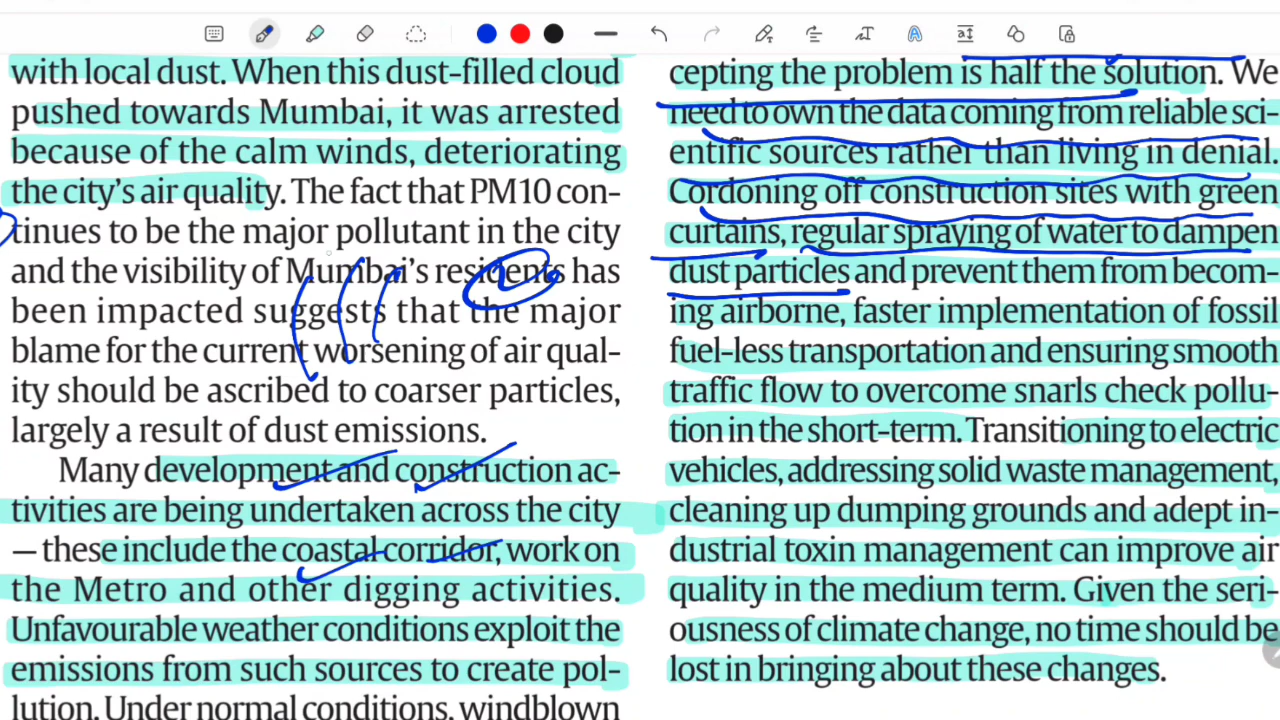 with local dust. When this dust-filled cloud
pushed towards Mumbai, it was arrested
because of the calm winds, deteriorating
the city's air quality. The fact that PM10 con-
tinues to be the major pollutant in the city
and the visibility of Mumbai's residents has
been impacted suggests that the major
blame for the current worsening of air qual-
ity should be ascribed to coarser particles,
largely a result of dust emissions.
Many development and construction ac-
tivities are being undertaken across the city
— these include the coastal corridor, work on
the Metro and other digging activities.
Unfavourable weather conditions exploit the
emissions from such sources to create pol-
lution. Under normal conditions, windblown
cepting the problem is half the solution. We
need to own the data coming from reliable sci-
entific sources rather than living in denial.
Cordoning off construction sites with green
curtains, regular spraying of water to dampen
dust particles and prevent them from becom-
ing airborne, faster implementation of fossil
fuel-less transportation and ensuring smooth
traffic flow to overcome snarls check pollu-
tion in the short-term. Transitioning to electric
vehicles, addressing solid waste management,
cleaning up dumping grounds and adept in-
dustrial toxin management can improve air
quality in the medium term. Given the seri-
ousness of climate change, no time should be
lost in bringing about these changes.